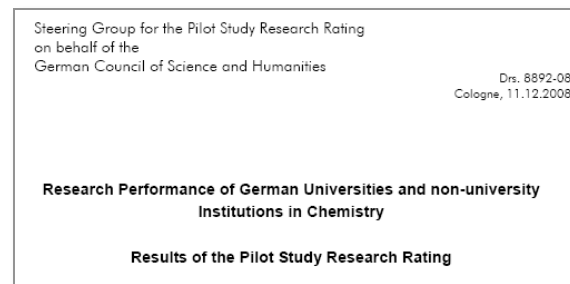 Steering Group for the Pilot Study Research Rating
on behalf of the
German Council of Science and Humanities
Drs. 8892-08
Cologne, 11.12.2008
Research Performance of German Universities and non-university
Institutions in Chemistry
Results of the Pilot Study Research Rating